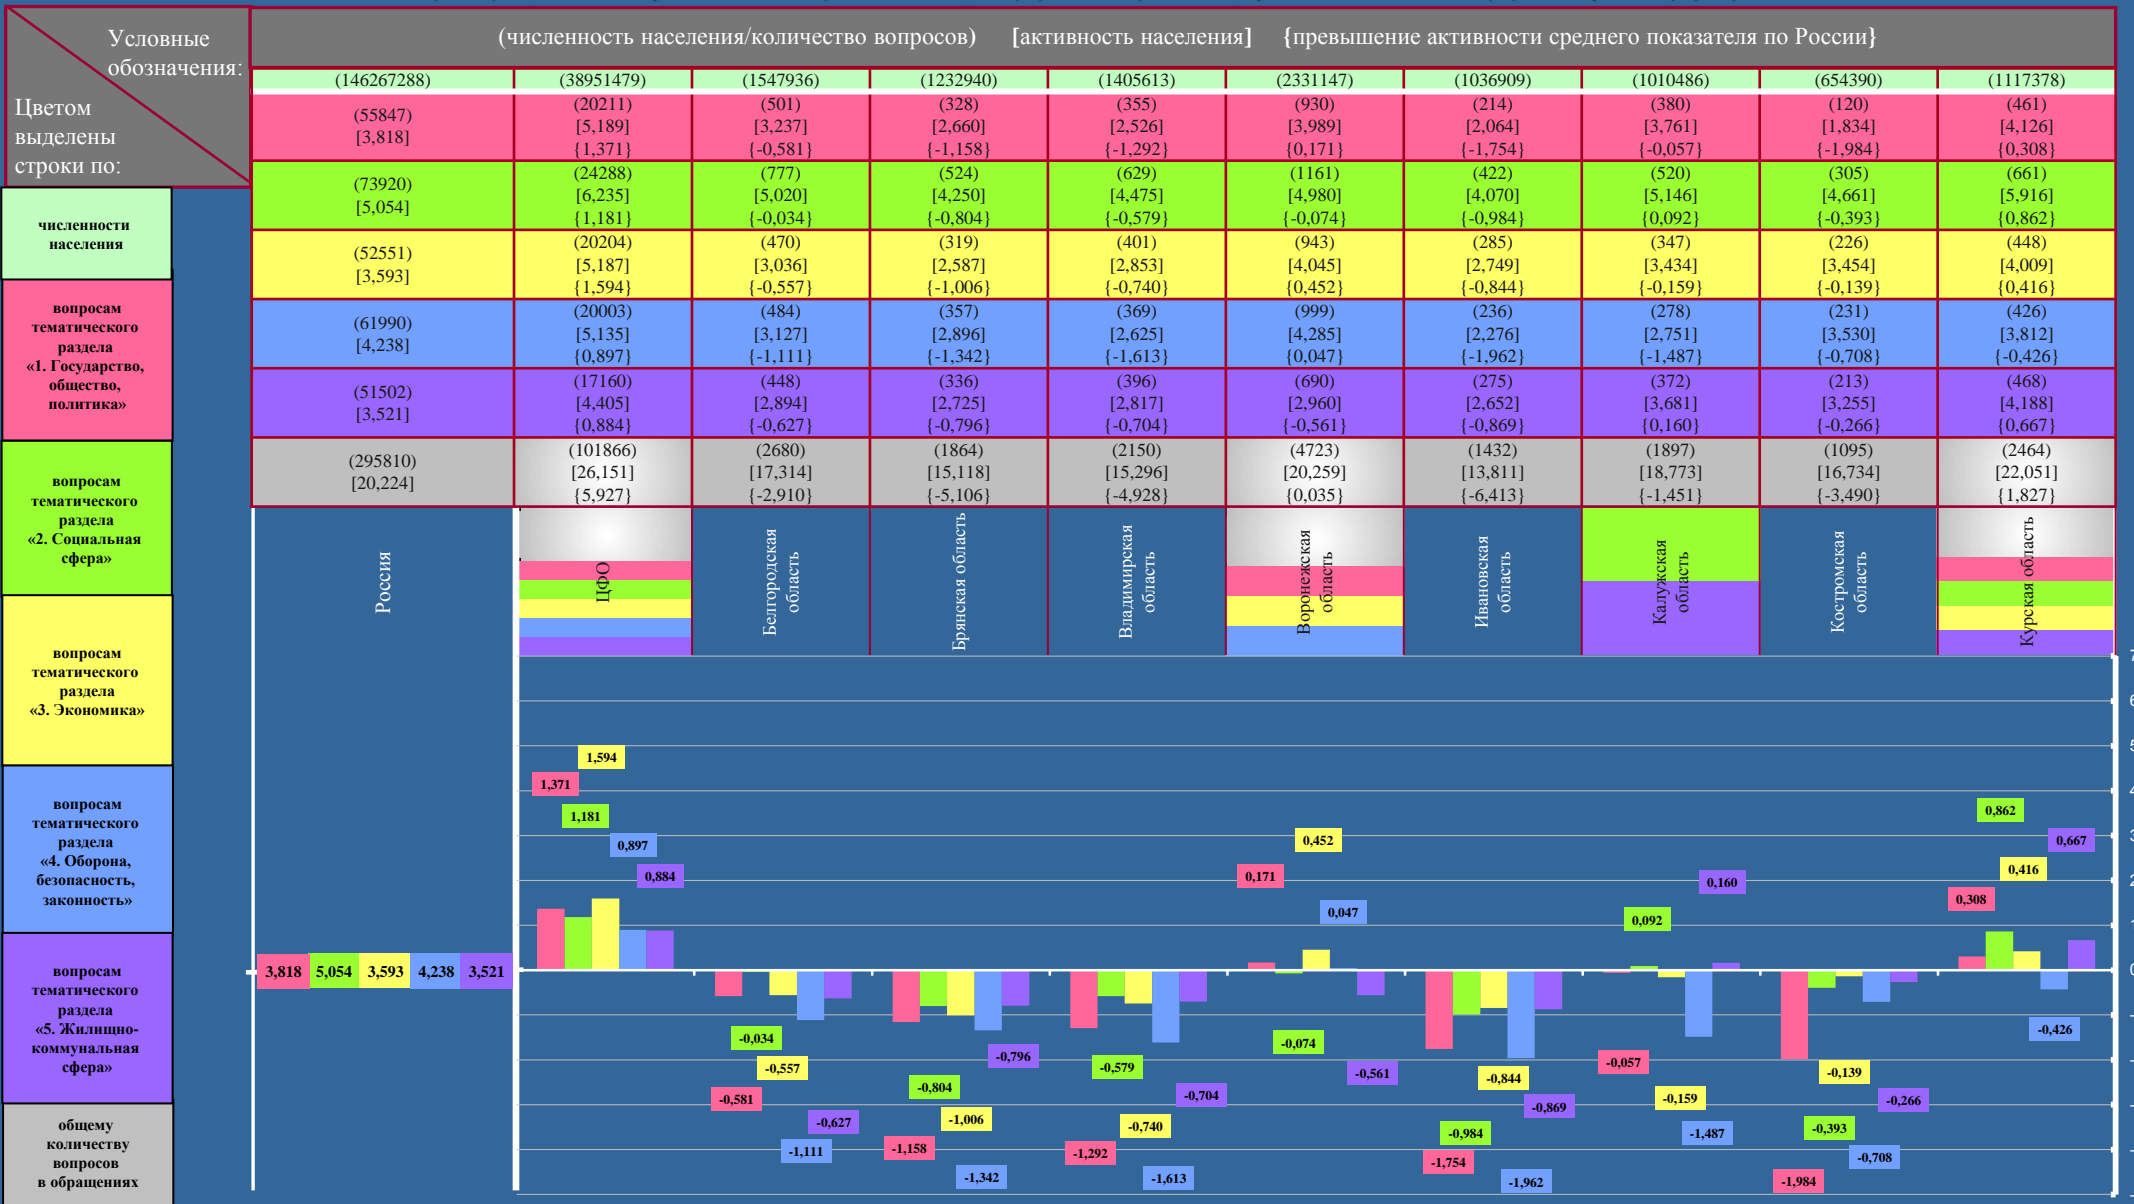 Условные
обозначения:
Цветом
выделены
строки по:
(численность населения/количество вопросов) [активность населения] {превышение активности среднего показателя по России}
(146267288) (38951479) (1547936) (1232940) (1405613) (2331147) (1036909) (1010486) (654390) (1117378)
(55847)
[3,818]
(20211) (501) (328) (355) (930) (214) (380) (120) (461)
[5,189] [3,237] [2,660] [2,526] [3,989] [2,064] [3,761] [1,834] [4,126]
{1,371} {-0,581} {-1,158} {-1,292} {0,171} {-1,754} {-0,057} {-1,984} {0,308}
(73920)
[5,054]
(24288) (777) (524) (629) (1161) (422) (520) (305) (661)
[6,235] [5,020] [4,250] [4,475] [4,980] [4,070] [5,146] [4,661] [5,916]
{1,181} {-0,034} {-0,804} {-0,579} {-0,074} {-0,984} {0,092} {-0,393} {0,862}
(52551)
[3,593]
(20204) (470) (319) (401) (943) (285) (347) (226) (448)
[5,187] [3,036] [2,587] [2,853] [4,045] [2,749] [3,434] [3,454] [4,009]
{1,594} {-0,557} {-1,006} {-0,740} {0,452} {-0,844} {-0,159} {-0,139} {0,416}
(61990)
[4,238]
(20003) (484) (357) (369) (999) (236) (278) (231) (426)
[5,135] [3,127] [2,896] [2,625] [4,285] [2,276] [2,751] [3,530] [3,812]
{0,897} {-1,111} {-1,342} {-1,613} {0,047} {-1,962} {-1,487} {-0,708} {-0,426}
(51502)
[3,521]
(17160) (448) (336) (396) (690) (275) (372) (213) (468)
[4,405] [2,894] [2,725] [2,817] [2,960] [2,652] [3,681] [3,255] [4,188]
{0,884} {-0,627} {-0,796} {-0,704} {-0,561} {-0,869} {0,160} {-0,266} {0,667}
(295810)
[20,224]
(101866) (2680) (1864) (2150) (4723) (1432) (1897) (1095) (2464)
[26,151] [17,314] [15,118] [15,296] [20,259] [13,811] [18,773] [16,734] [22,051]
{5,927} {-2,910} {-5,106} {-4,928} {0,035} {-6,413} {-1,451} {-3,490} {1,827}
численности
населения
вопросам
тематического
раздела
«1. Государство,
общество,
политика»
вопросам
тематического
раздела
«2. Социальная
сфера»
вопросам
тематического
раздела
«3. Экономика»
вопросам
тематического
раздела
«4. Оборона,
безопасность,
законность»
вопросам
тематического
раздела
«5. Жилищно-
коммунальная
сфера»
общему
количеству
вопросов
в обращениях
Россия
ЦФО
Белгородская
область
Брянская область
Владимирская
область
Воронежская
область
Ивановская
область
Калужская
область
Костромская
область
Курская область
3,818 5,054 3,593 4,238 3,521
1,371
1,181
1,594
0,897
0,884
-0,581
-0,034
-0,557
-1,111
-0,627
-1,158
-0,804
-1,006
-1,342
-0,796
-1,292
-0,579
-0,740
-1,613
-0,704
0,171
-0,074
0,452
0,047
-0,561
-1,754
-0,984
-0,844
-1,962
-0,869
-0,057
0,092
-0,159
-1,487
0,160
-1,984
-0,393
-0,139
-0,708
-0,266
0,308
0,862
0,416
-0,426
0,667